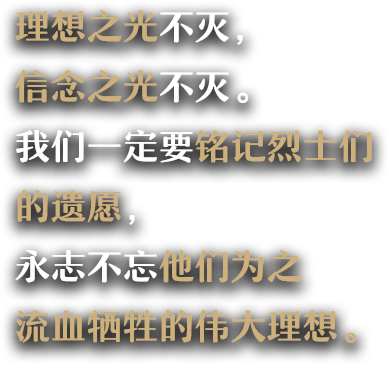 理想之光不灭，
信念之光不灭。
我们一定要铭记烈士们
的遗愿，
永志不忘他们为之
流血牺牲的伟大理想。